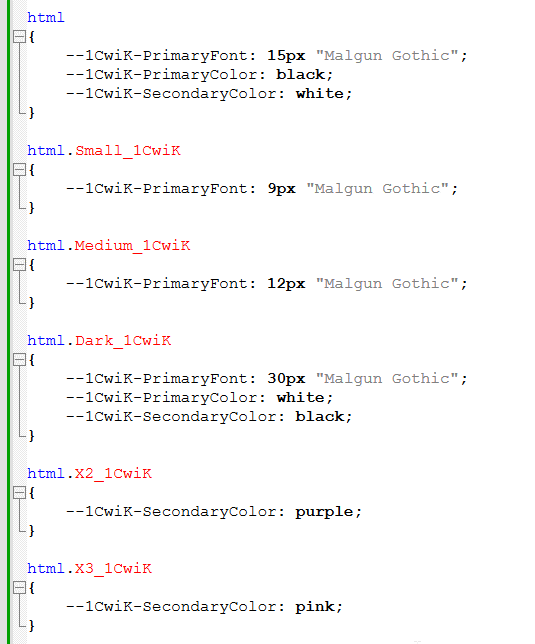 html
{
--1CwiK-PrimaryFont: 15px "Malgun Gothic";
--1CwiK-PrimaryColor: black;
--1CwiK-SecondaryColor: white;
}
html.Small_1CwiK
{
--1CwiK-PrimaryFont: 9px "Malgun Gothic";
}
html.Medium_1CwiK
{
--1CwiK-PrimaryFont: 12px "Malgun Gothic";
}
html.Dark_1CwiK
{
--1CwiK-PrimaryFont: 30px "Malgun Gothic";
--1CwiK-PrimaryColor: white;
--1CwiK-SecondaryColor: black;
}
html.X2_1CwiK
{
--1CwiK-SecondaryColor: purple;
}
html.X3_1CwiK
{
--1CwiK-SecondaryColor: pink;
}